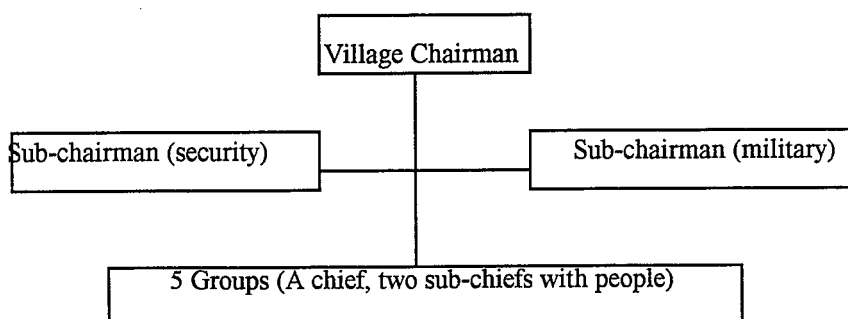 Village Chairman
Sub-chairman (security)
Sub-chairman (military)
5 Groups (A chief, two sub-chiefs with people)